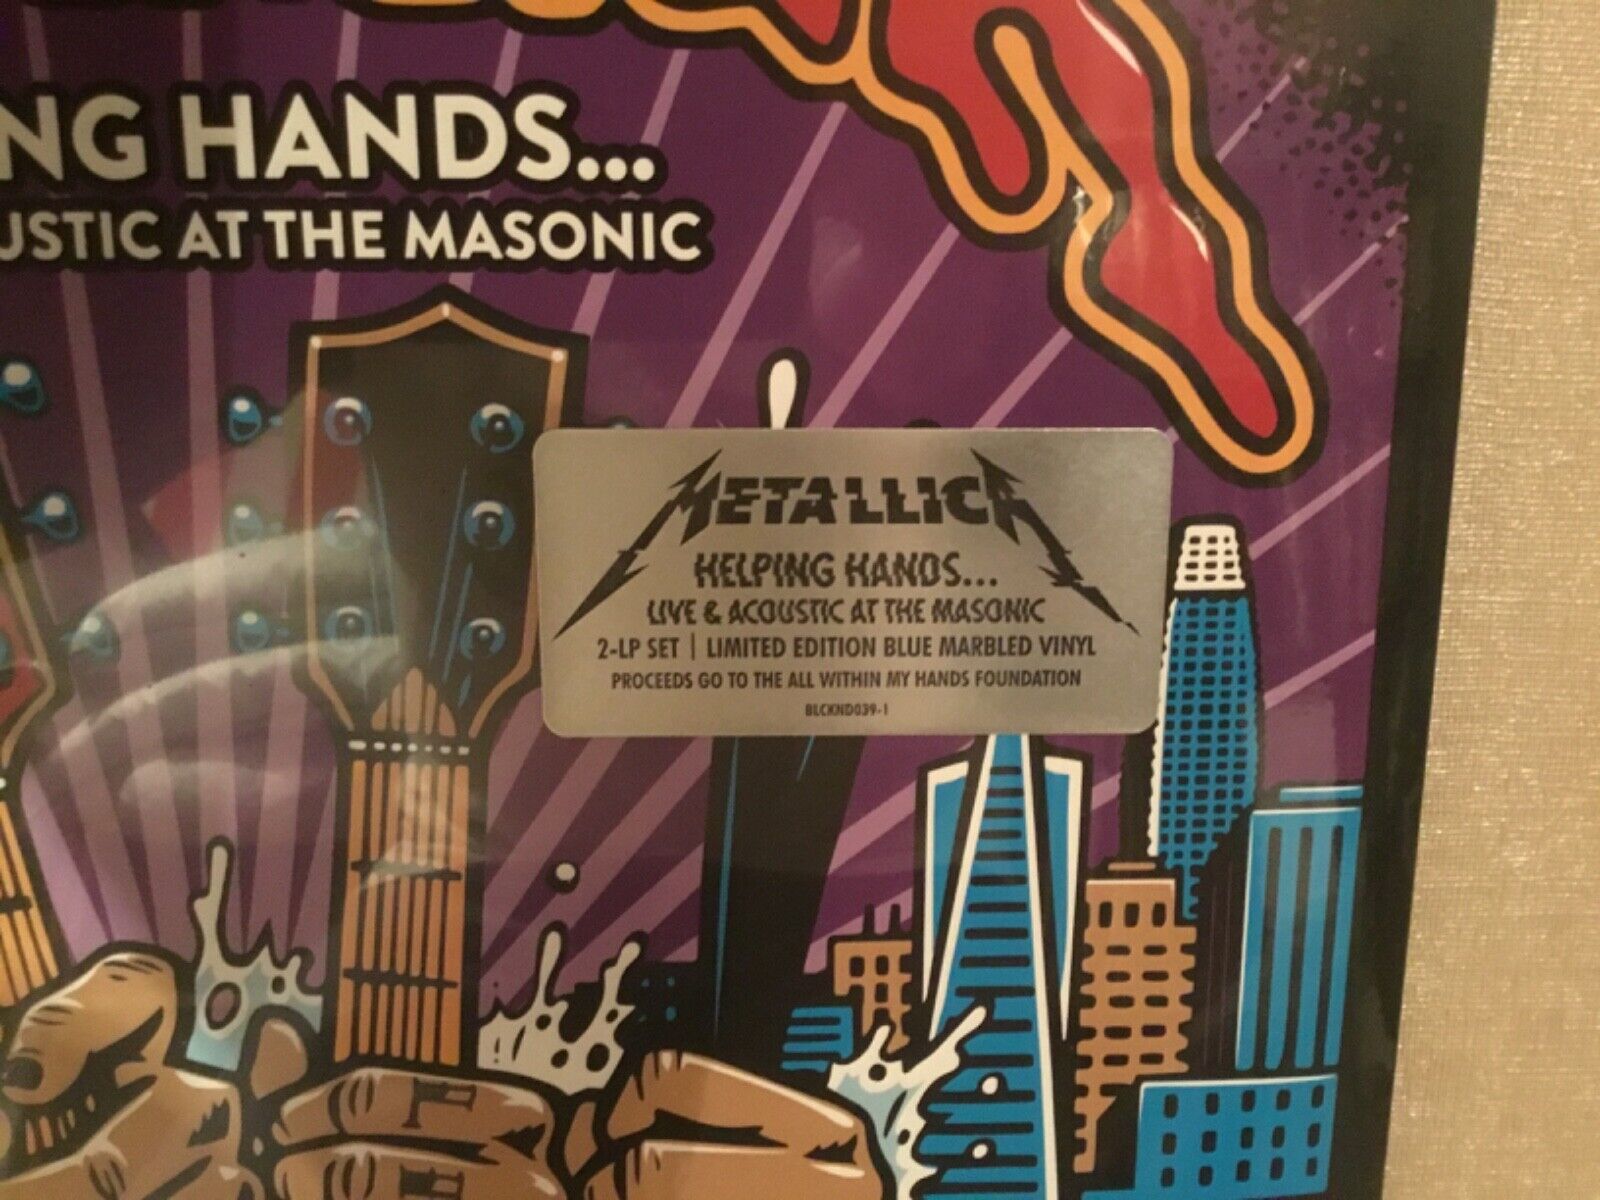 NG HANDS...
USTIC AT THE MASONIC
METALLICA
HELPING HANDS...
LIVE & ACOUSTIC AT THE MASONIC
2-LP SET | LIMITED EDITION BLUE MARBLED VINYL
PROCEEDS GO TO THE ALL WITHIN MY HANDS FOUNDATION
BLCKND039-1